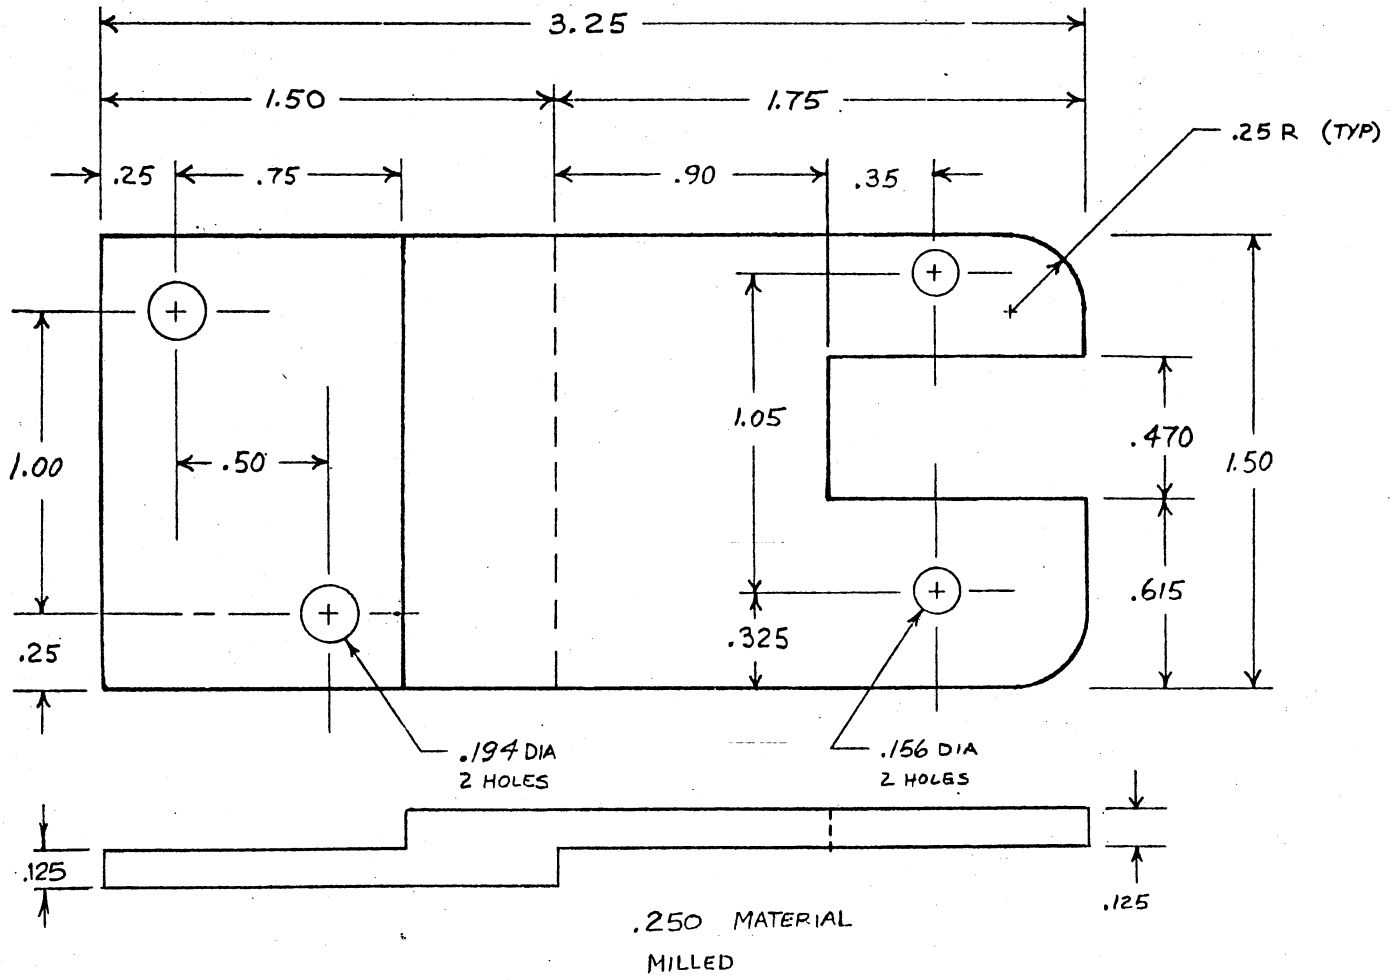 3.25
1.50
1.75
.25 R (TYP)
.25
.75
.90
.35
1.05
.470
1.50
1.00
.50
.615
.325
.25
.194 DIA
2 HOLES
.156 DIA
2 HOLES
.125
.125
.250 MATERIAL
MILLED